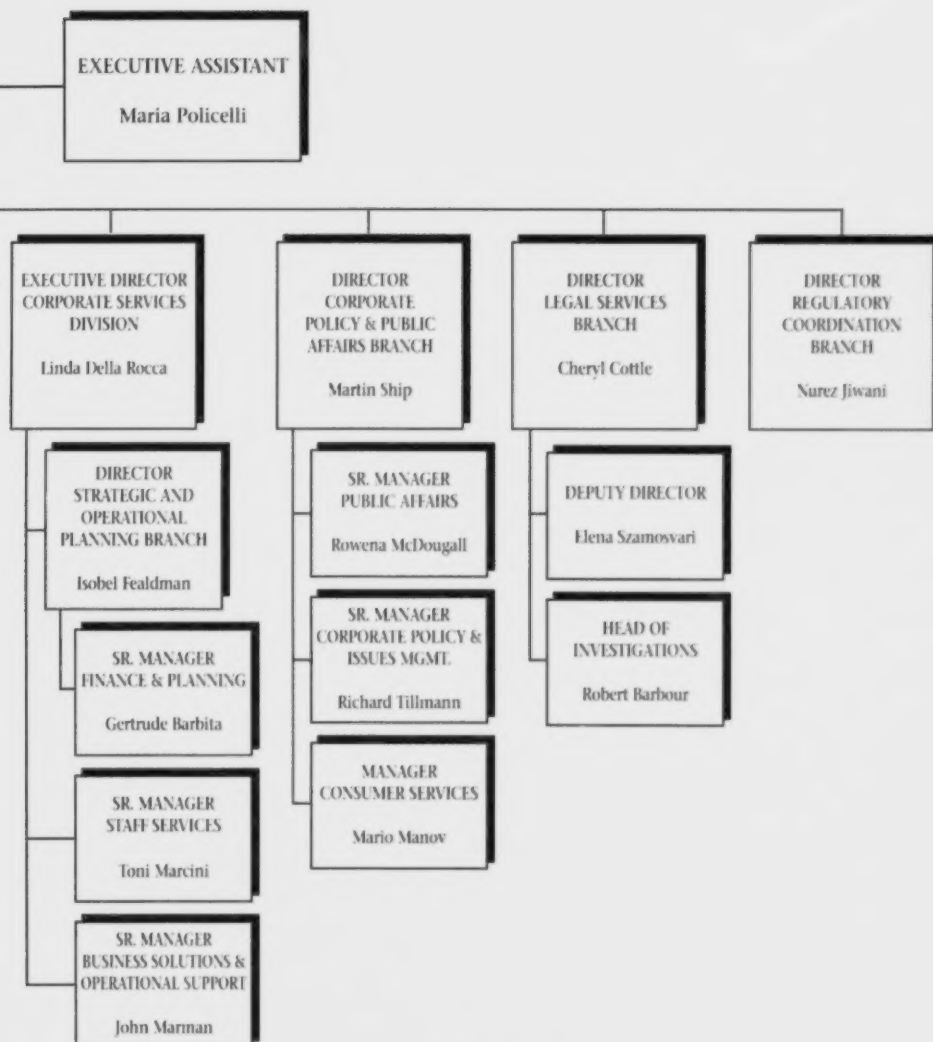 EXECUTIVE ASSISTANT
Maria Policelli
EXECUTIVE DIRECTOR
CORPORATE SERVICES
DIVISION
Linda Della Rocca
DIRECTOR
STRATEGIC AND
OPERATIONAL
PLANNING BRANCH
Isobel Fealdman
SR. MANAGER
FINANCE & PLANNING
Gertrude Barbita
SR. MANAGER
STAFF SERVICES
Toni Marcini
SR. MANAGER
BUSINESS SOLUTIONS &
OPERATIONAL SUPPORT
John Marman
DIRECTOR
CORPORATE
POLICY & PUBLIC
AFFAIRS BRANCH
Martin Ship
SR. MANAGER
PUBLIC AFFAIRS
Rowena McDougall
SR. MANAGER
CORPORATE POLICY &
ISSUES MGMT.
Richard Tillmann
MANAGER
CONSUMER SERVICES
Mario Manov
DIRECTOR
LEGAL SERVICES
BRANCH
Cheryl Cottle
DEPUTY DIRECTOR
Elena Szamosvari
HEAD OF
INVESTIGATIONS
Robert Barbour
DIRECTOR
REGULATORY
COORDINATION
BRANCH
Nurez Jiwani